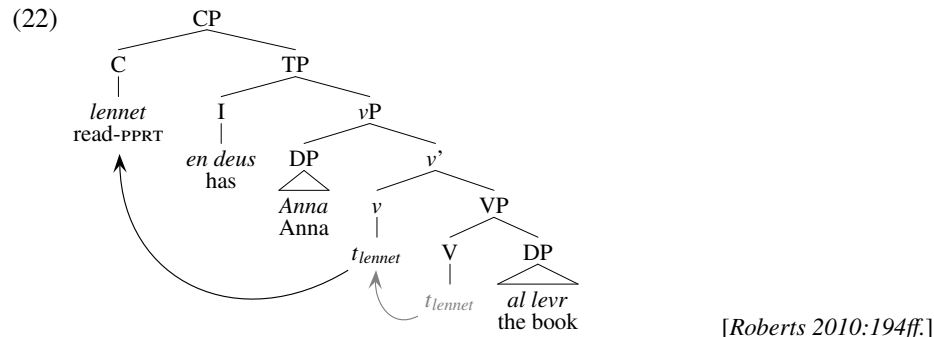 (22)
CP
C TP
lennet I vP
read-PPRT
en deus DP v'
has
Anna v VP
Anna
t_lennet V DP
t_lennet al levr
the book
[Roberts 2010:194ff.]